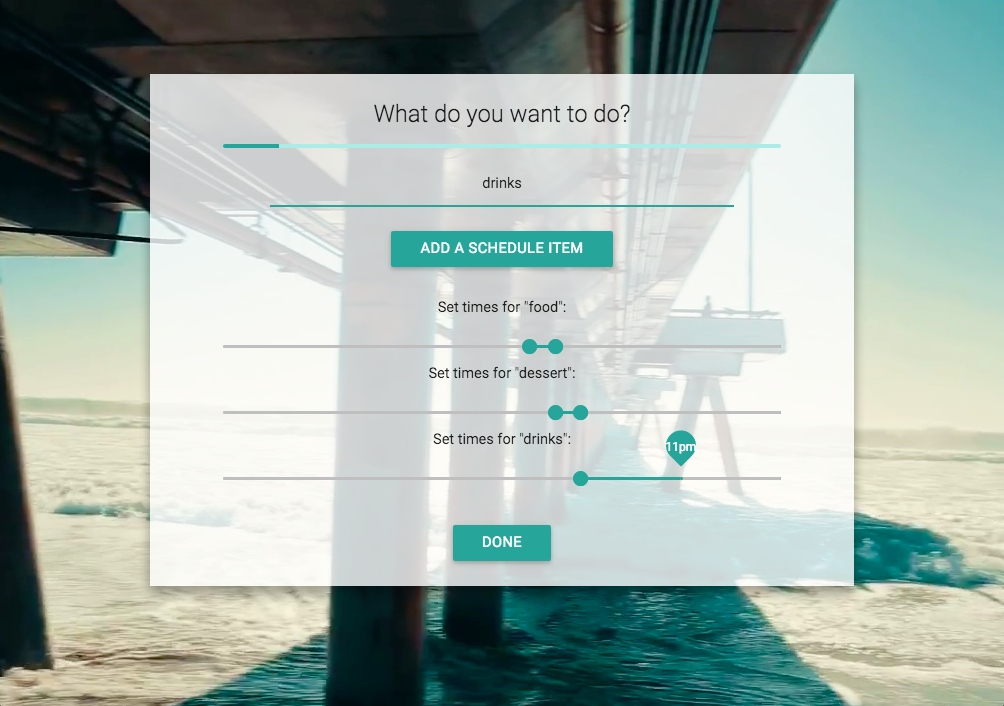 What do you want to do?
drinks
ADD A SCHEDULE ITEM
Set times for "food":
Set times for "dessert":
Set times for "drinks":
11pm
DONE